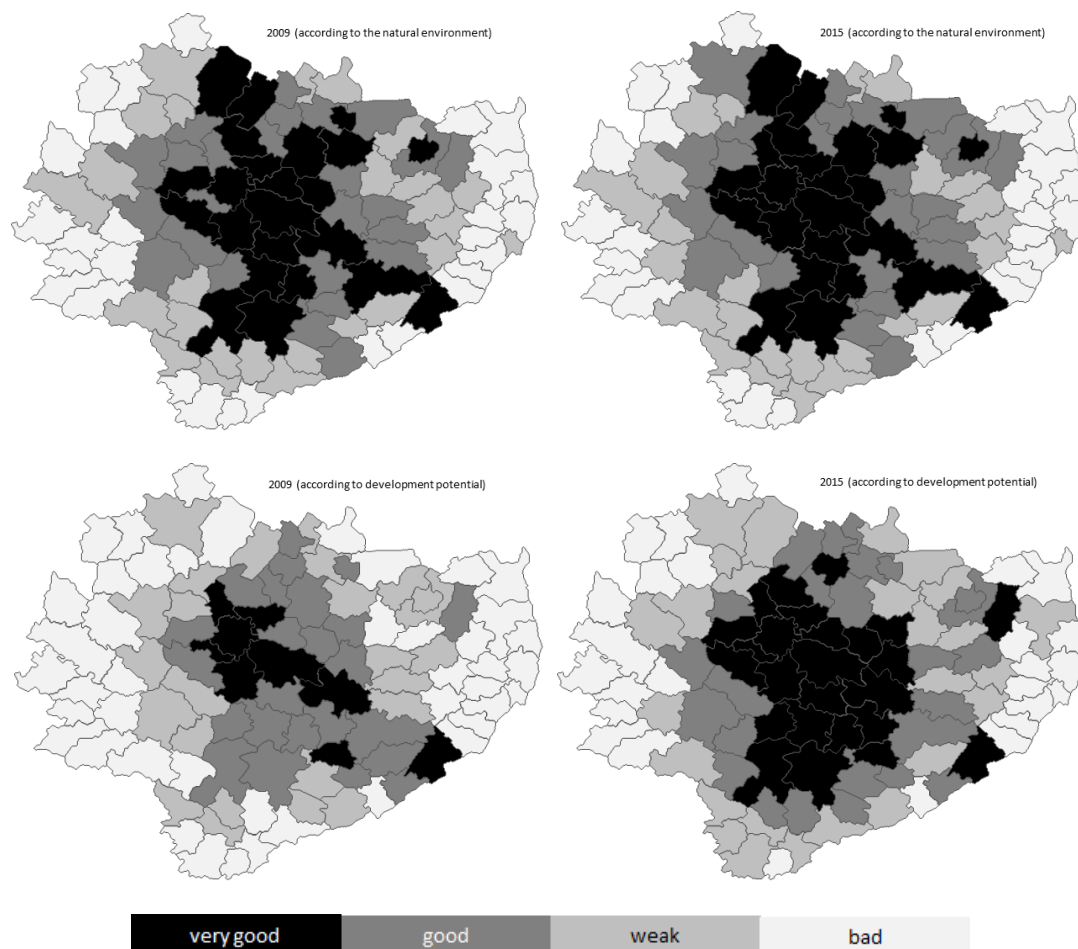 2009 (according to the natural environment)
2015 (according to the natural environment)
2009 (according to development potential)
2015 (according to development potential)
very good
good
weak
bad